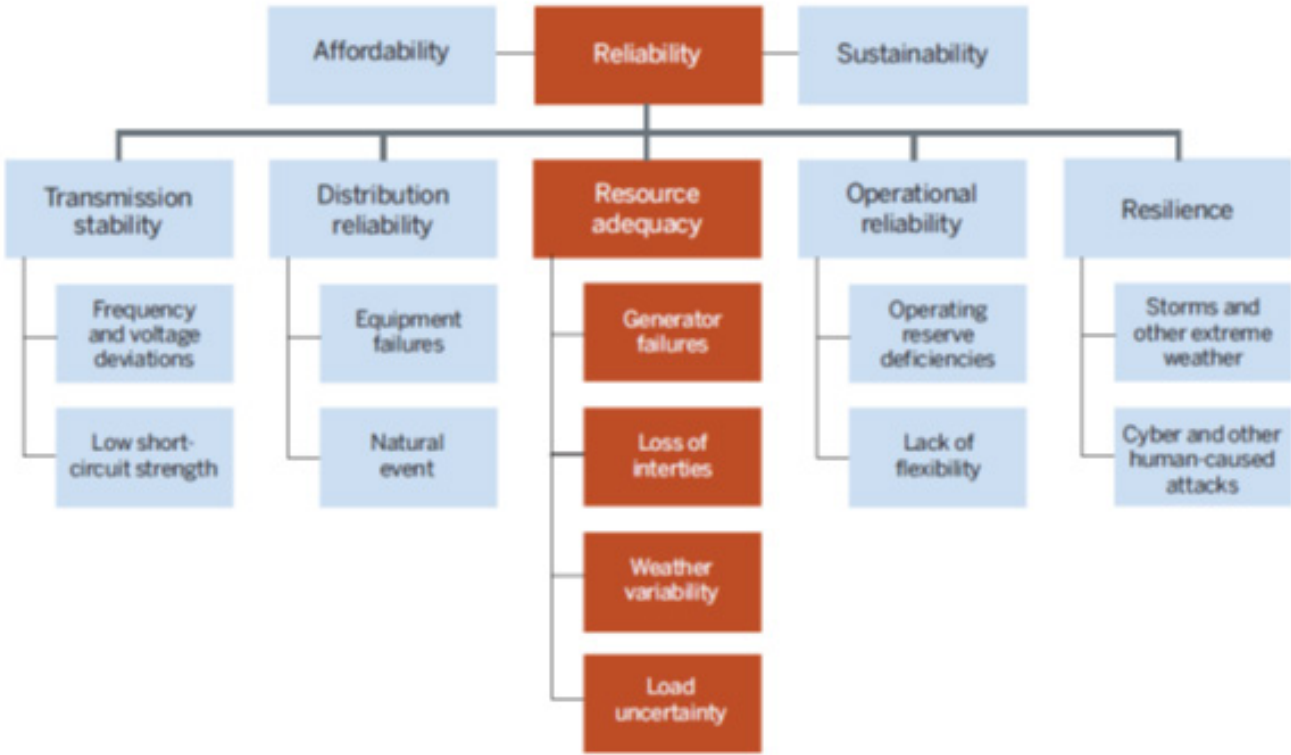 Affordability
Reliability
Sustainability
Transmission
stability
Distribution
reliability
Resource
adequacy
Operational
reliability
Resilience
Frequency
and voltage
deviations
Low short-
circuit strength
Equipment
failures
Natural
event
Generator
failures
Loss of
interties
Weather
variability
Load
uncertainty
Operating
reserve
deficiencies
Lack of
flexibility
Storms and
other extreme
weather
Cyber and other
human-caused
attacks